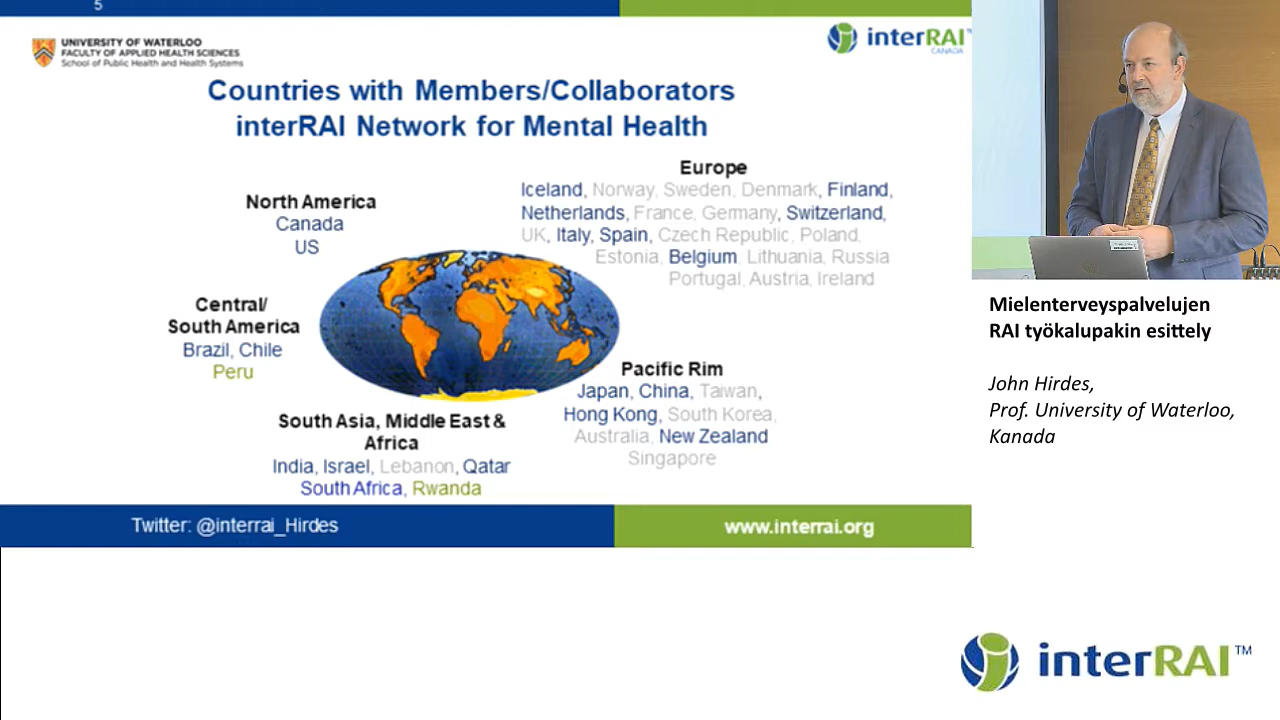 5
UNIVERSITY OF WATERLOO
FACULTY OF APPLIED HEALTH SCIENCES
School of Public Health and Health Systems
interRAI
CANADA
Countries with Members/Collaborators
interRAI Network for Mental Health
North America
Canada
US
Europe
Iceland, Norway, Sweden, Denmark, Finland,
Netherlands, France, Germany, Switzerland,
UK, Italy, Spain, Czech Republic, Poland,
Estonia, Belgium, Lithuania, Russia
Portugal, Austria, Ireland
Central/
South America
Brazil, Chile
Peru
Pacific Rim
Japan, China, Taiwan,
Hong Kong, South Korea,
Australia, New Zealand
Singapore
South Asia, Middle East &
Africa
India, Israel, Lebanon, Qatar
South Africa, Rwanda
Twitter: @interrai_Hirdes
www.interrai.org
Mielenterveyspalvelujen
RAI työkalupakin esittely
John Hirdes,
Prof. University of Waterloo,
Kanada
interRAI™